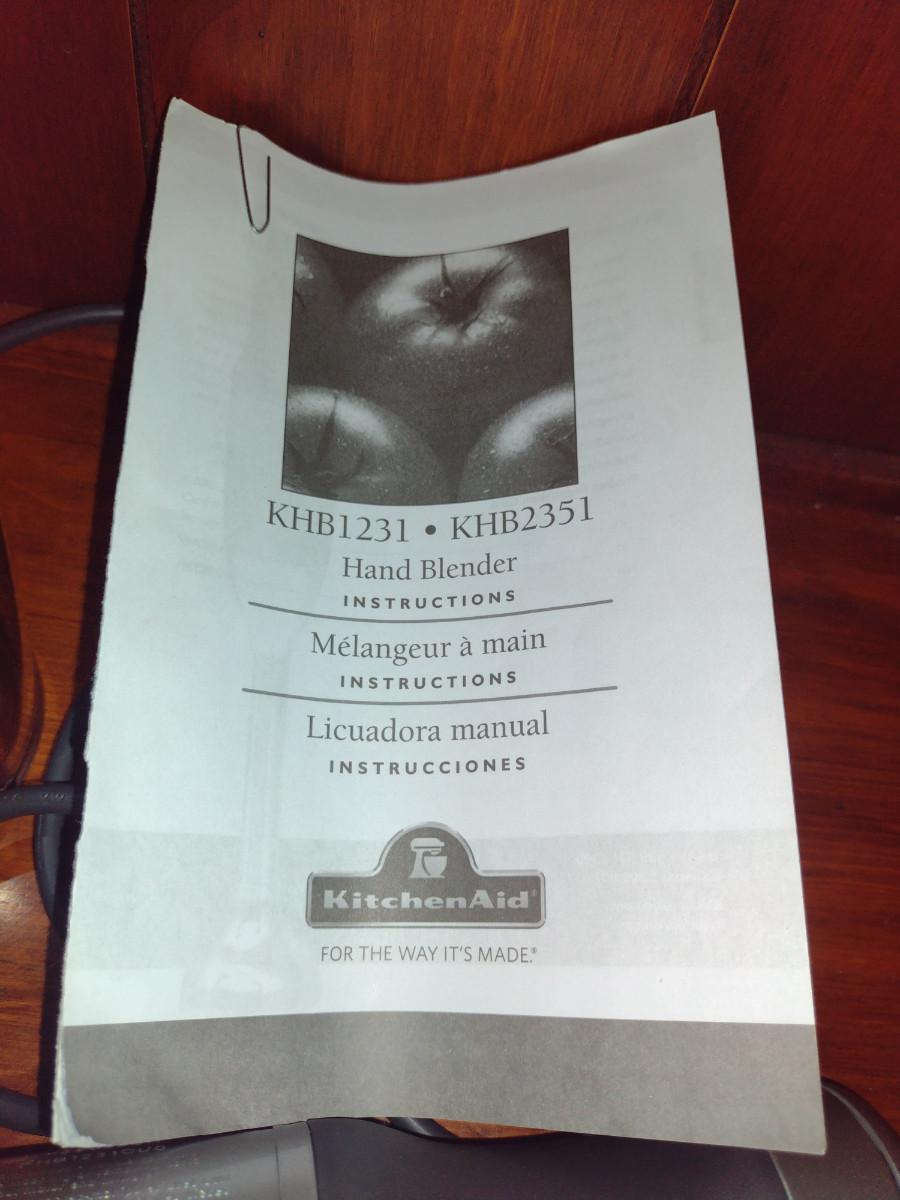 KHB1231 • KHB2351
Hand Blender
INSTRUCTIONS
Mélangeur à main
INSTRUCTIONS
Licuadora manual
INSTRUCCIONES
KitchenAid®
FOR THE WAY IT'S MADE.®